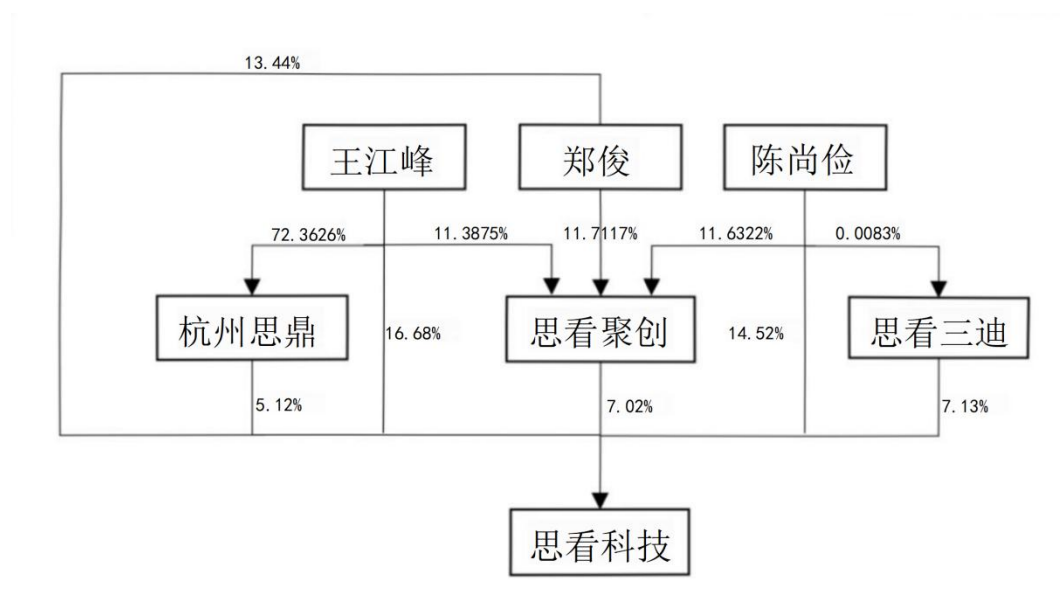 13.44%
王江峰
郑俊
陈尚俭
72.3626%
11.3875%
11.7117%
11.6322%
0.0083%
杭州思鼎
16.68%
思看聚创
14.52%
思看三迪
5.12%
7.02%
7.13%
思看科技